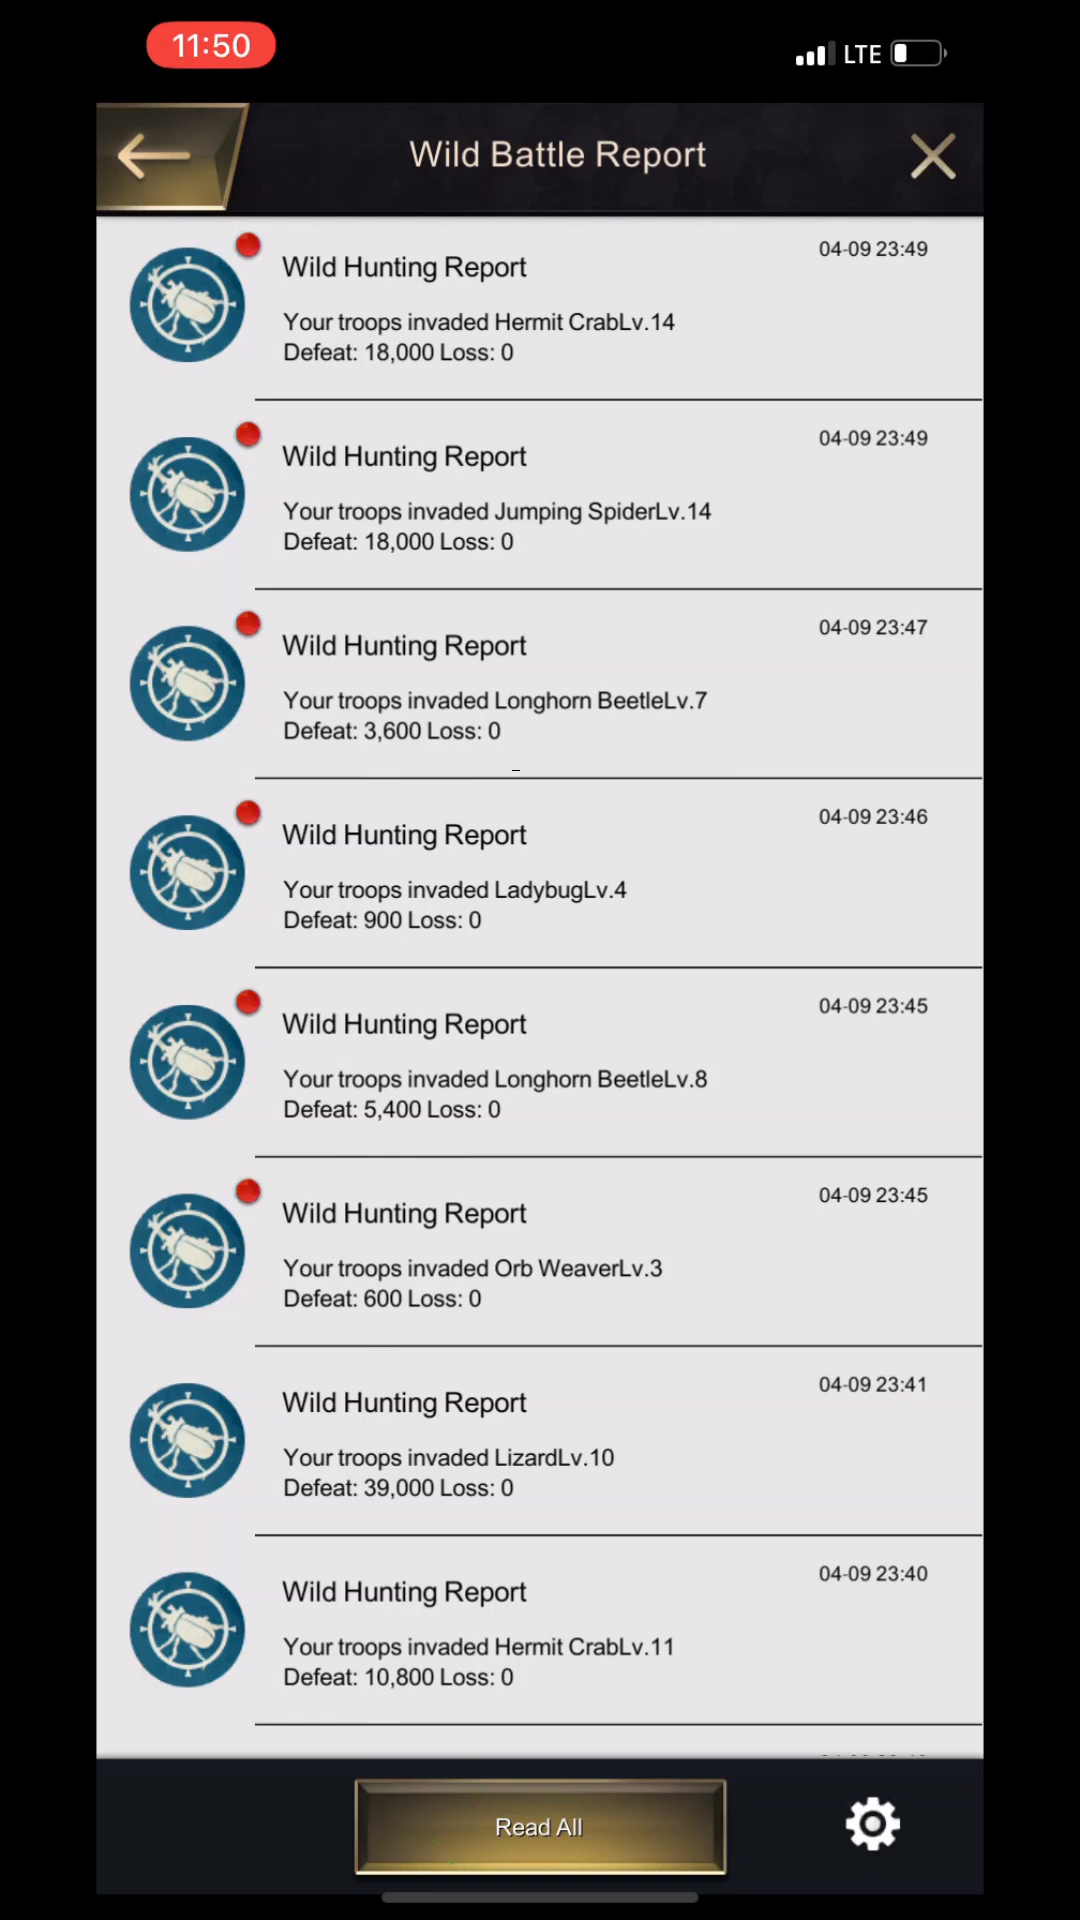 11:50
LTE
Wild Battle Report
Wild Hunting Report
04-09 23:49
Your troops invaded Hermit CrabLv.14
Defeat: 18,000 Loss: 0
Wild Hunting Report
04-09 23:49
Your troops invaded Jumping SpiderLv.14
Defeat: 18,000 Loss: 0
Wild Hunting Report
04-09 23:47
Your troops invaded Longhorn BeetleLv.7
Defeat: 3,600 Loss: 0
Wild Hunting Report
04-09 23:46
Your troops invaded LadybugLv.4
Defeat: 900 Loss: 0
Wild Hunting Report
04-09 23:45
Your troops invaded Longhorn BeetleLv.8
Defeat: 5,400 Loss: 0
Wild Hunting Report
04-09 23:45
Your troops invaded Orb WeaverLv.3
Defeat: 600 Loss: 0
Wild Hunting Report
04-09 23:41
Your troops invaded LizardLv.10
Defeat: 39,000 Loss: 0
Wild Hunting Report
04-09 23:40
Your troops invaded Hermit CrabLv.11
Defeat: 10,800 Loss: 0
Read All